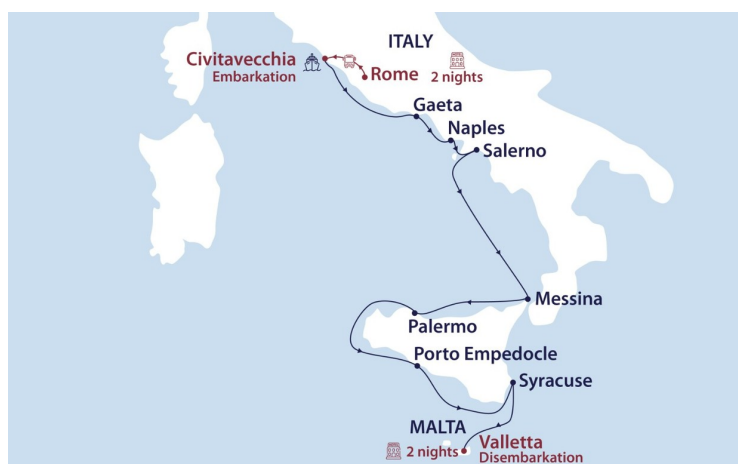 ITALY
Civitavecchia
Embarkation
Rome
2 nights
Gaeta
Naples
Salerno
Messina
Palermo
Porto Empedocle
Syracuse
MALTA
2 nights
Valletta
Disembarkation